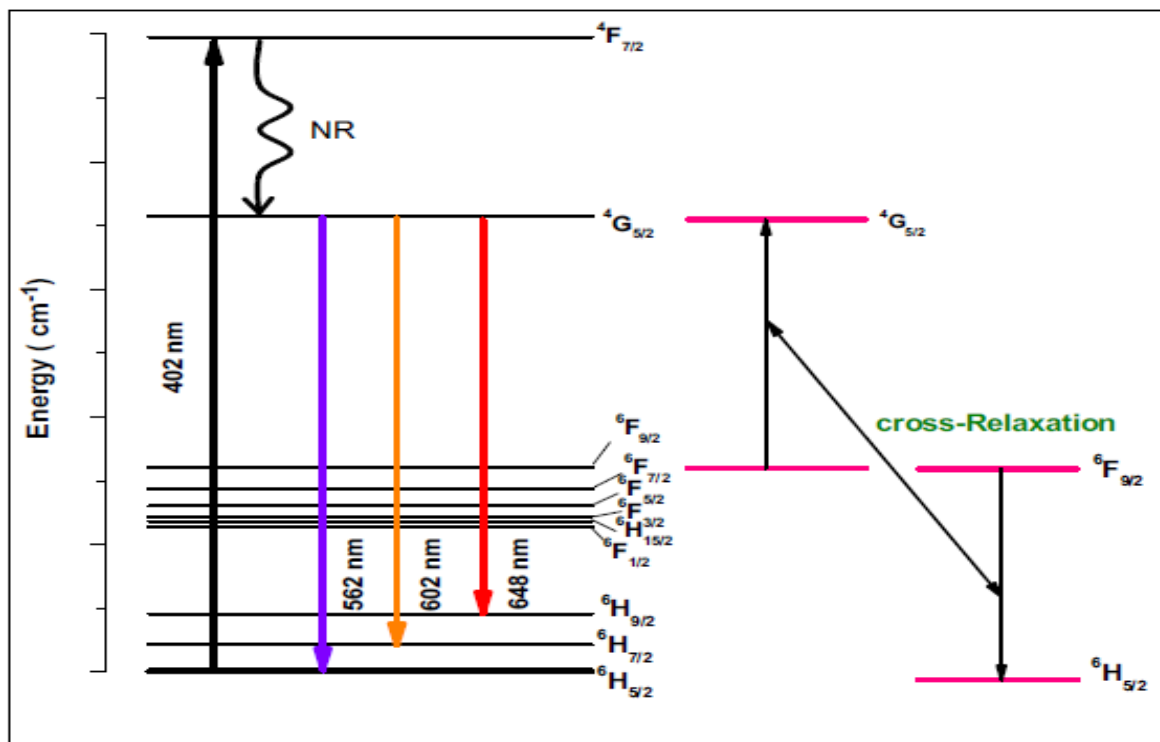 ⁴F₇/₂
NR
⁴G₅/₂
⁴G₅/₂
Energy ( cm⁻¹)
402 nm
cross-Relaxation
⁶F₉/₂
⁶F₇/₂
⁶F₅/₂
⁶F₃/₂
⁶H₁₅/₂
⁶F₁/₂
⁶F₉/₂
562 nm
602 nm
648 nm
⁶H₉/₂
⁶H₇/₂
⁶H₅/₂
⁶H₅/₂